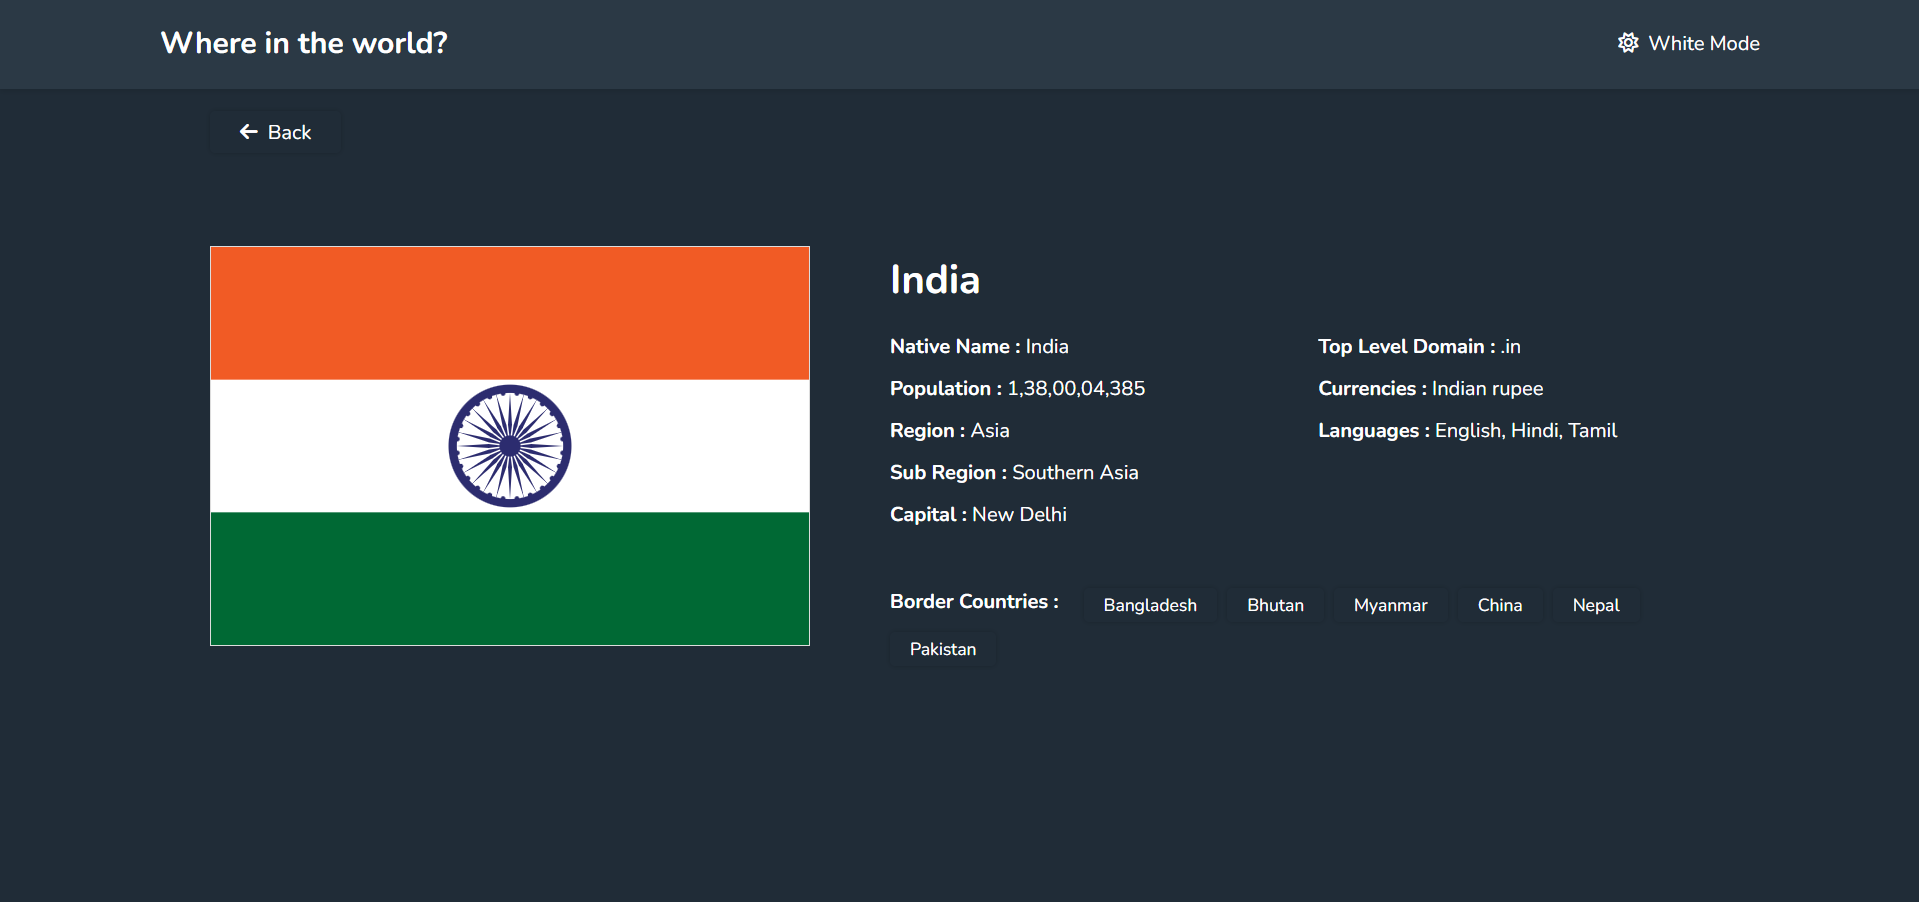 Where in the world?
White Mode
Back
India
Native Name : India
Population : 1,38,00,04,385
Region : Asia
Sub Region : Southern Asia
Capital : New Delhi
Top Level Domain : .in
Currencies : Indian rupee
Languages : English, Hindi, Tamil
Border Countries : Bangladesh Bhutan Myanmar China Nepal
Pakistan